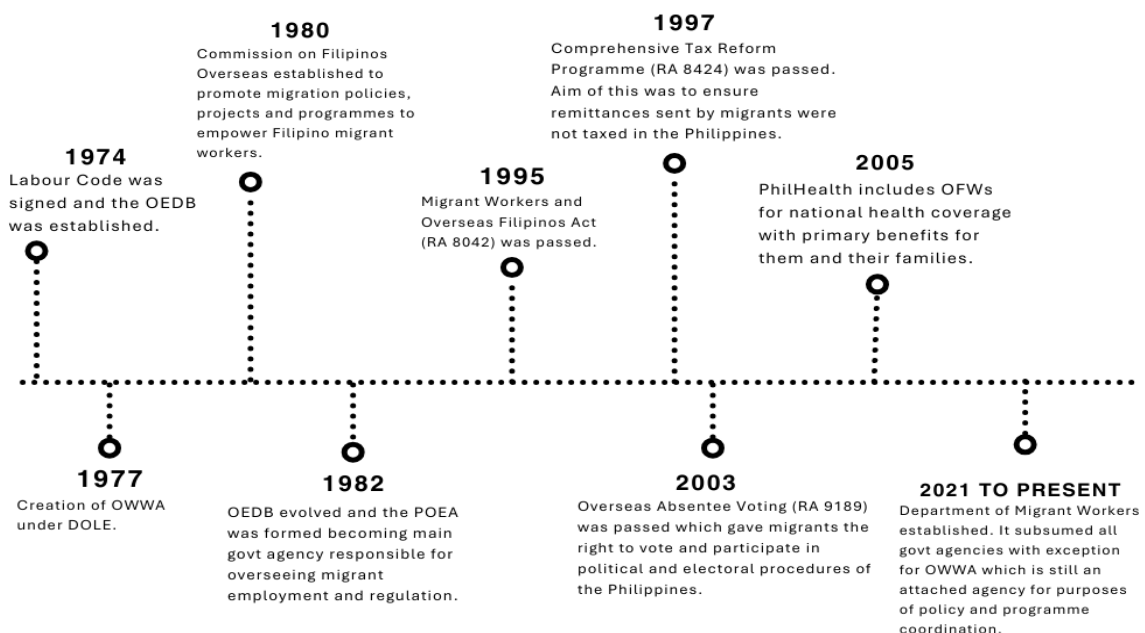 1974
Labour Code was
signed and the OEDB
was established.
1977
Creation of OWWA
under DOLE.
1980
Commission on Filipinos
Overseas established to
promote migration policies,
projects and programmes to
empower Filipino migrant
workers.
1982
OEDB evolved and the POEA
was formed becoming main
govt agency responsible for
overseeing migrant
employment and regulation.
1995
Migrant Workers and
Overseas Filipinos Act
(RA 8042) was passed.
1997
Comprehensive Tax Reform
Programme (RA 8424) was passed.
Aim of this was to ensure
remittances sent by migrants were
not taxed in the Philippines.
2003
Overseas Absentee Voting (RA 9189)
was passed which gave migrants the
right to vote and participate in
political and electoral procedures of
the Philippines.
2005
PhilHealth includes OFWs
for national health coverage
with primary benefits for
them and their families.
2021 TO PRESENT
Department of Migrant Workers
established. It subsumed all
govt agencies with exception
for OWWA which is still an
attached agency for purposes
of policy and programme
coordination.